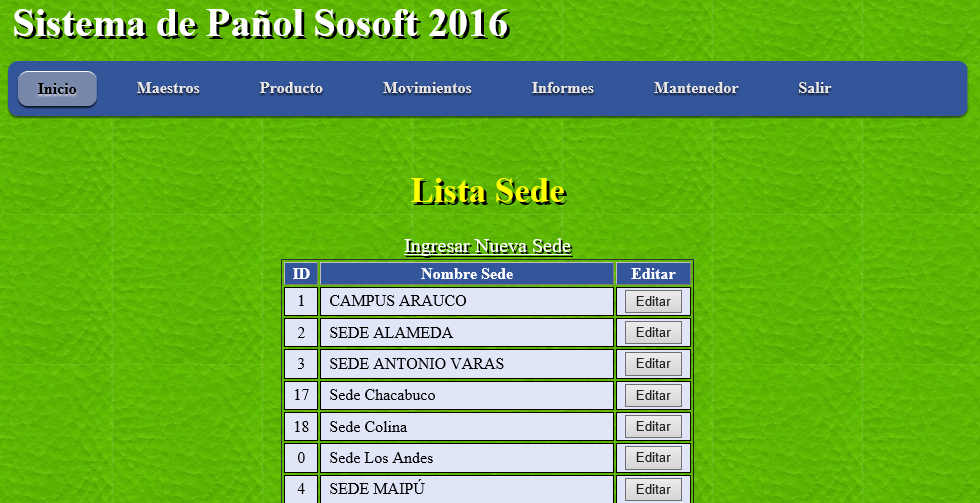 Sistema de Pañol Sosoft 2016
Inicio Maestros Producto Movimientos Informes Mantenedor Salir
Lista Sede
Ingresar Nueva Sede
ID Nombre Sede Editar
1 CAMPUS ARAUCO Editar
2 SEDE ALAMEDA Editar
3 SEDE ANTONIO VARAS Editar
17 Sede Chacabuco Editar
18 Sede Colina Editar
0 Sede Los Andes Editar
4 SEDE MAIPÚ Editar